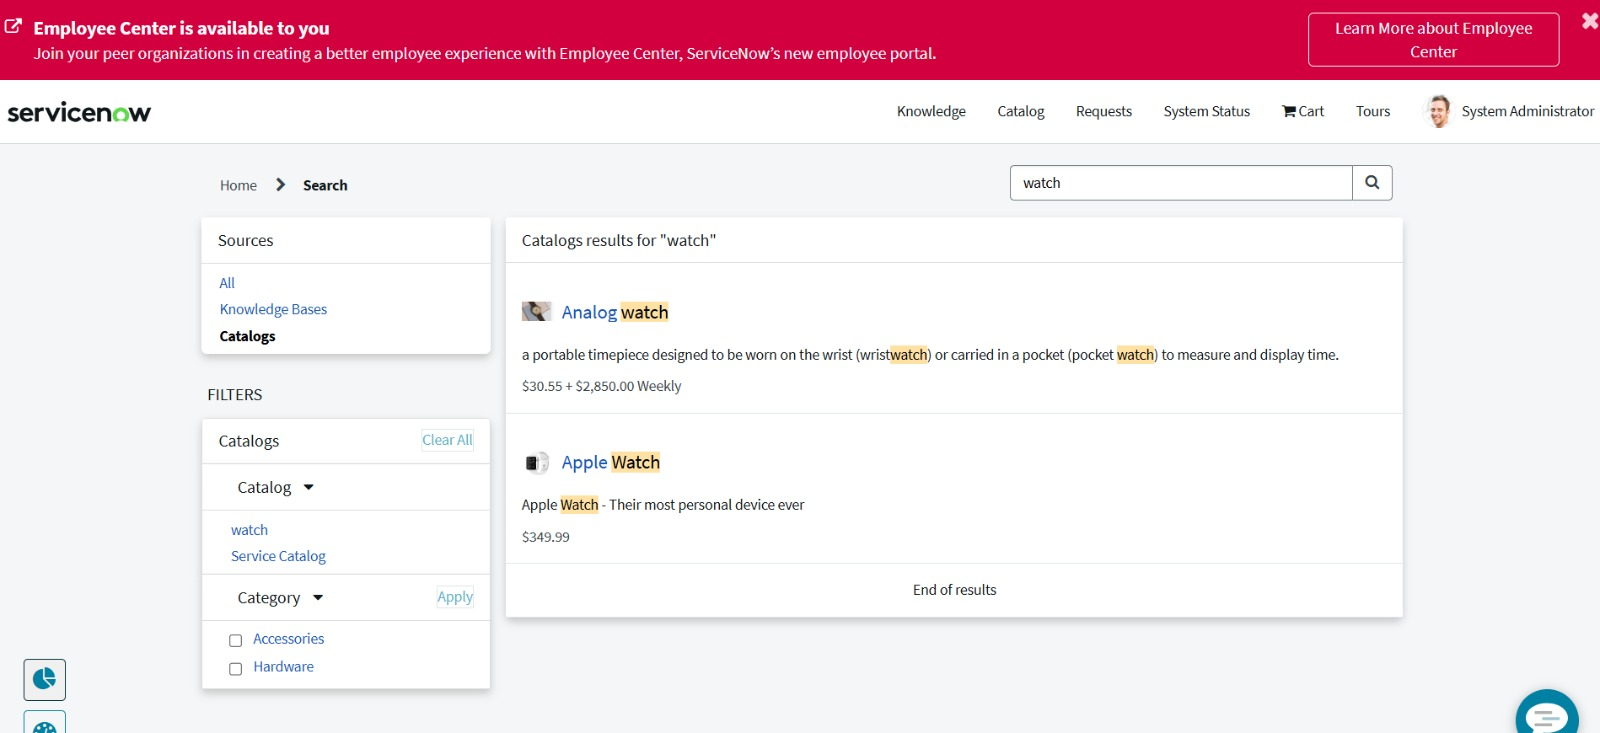 Employee Center is available to you
Join your peer organizations in creating a better employee experience with Employee Center, ServiceNow’s new employee portal.
Learn More about Employee
Center
servicenow
Knowledge
Catalog
Requests
System Status
Cart
Tours
System Administrator
Home
Search
watch
Sources
All
Knowledge Bases
Catalogs
FILTERS
Catalogs
Clear All
Catalog
watch
Service Catalog
Category
Apply
Accessories
Hardware
Catalogs results for "watch"
Analog watch
a portable timepiece designed to be worn on the wrist (wristwatch) or carried in a pocket (pocket watch) to measure and display time.
$30.55 + $2,850.00 Weekly
Apple Watch
Apple Watch - Their most personal device ever
$349.99
End of results